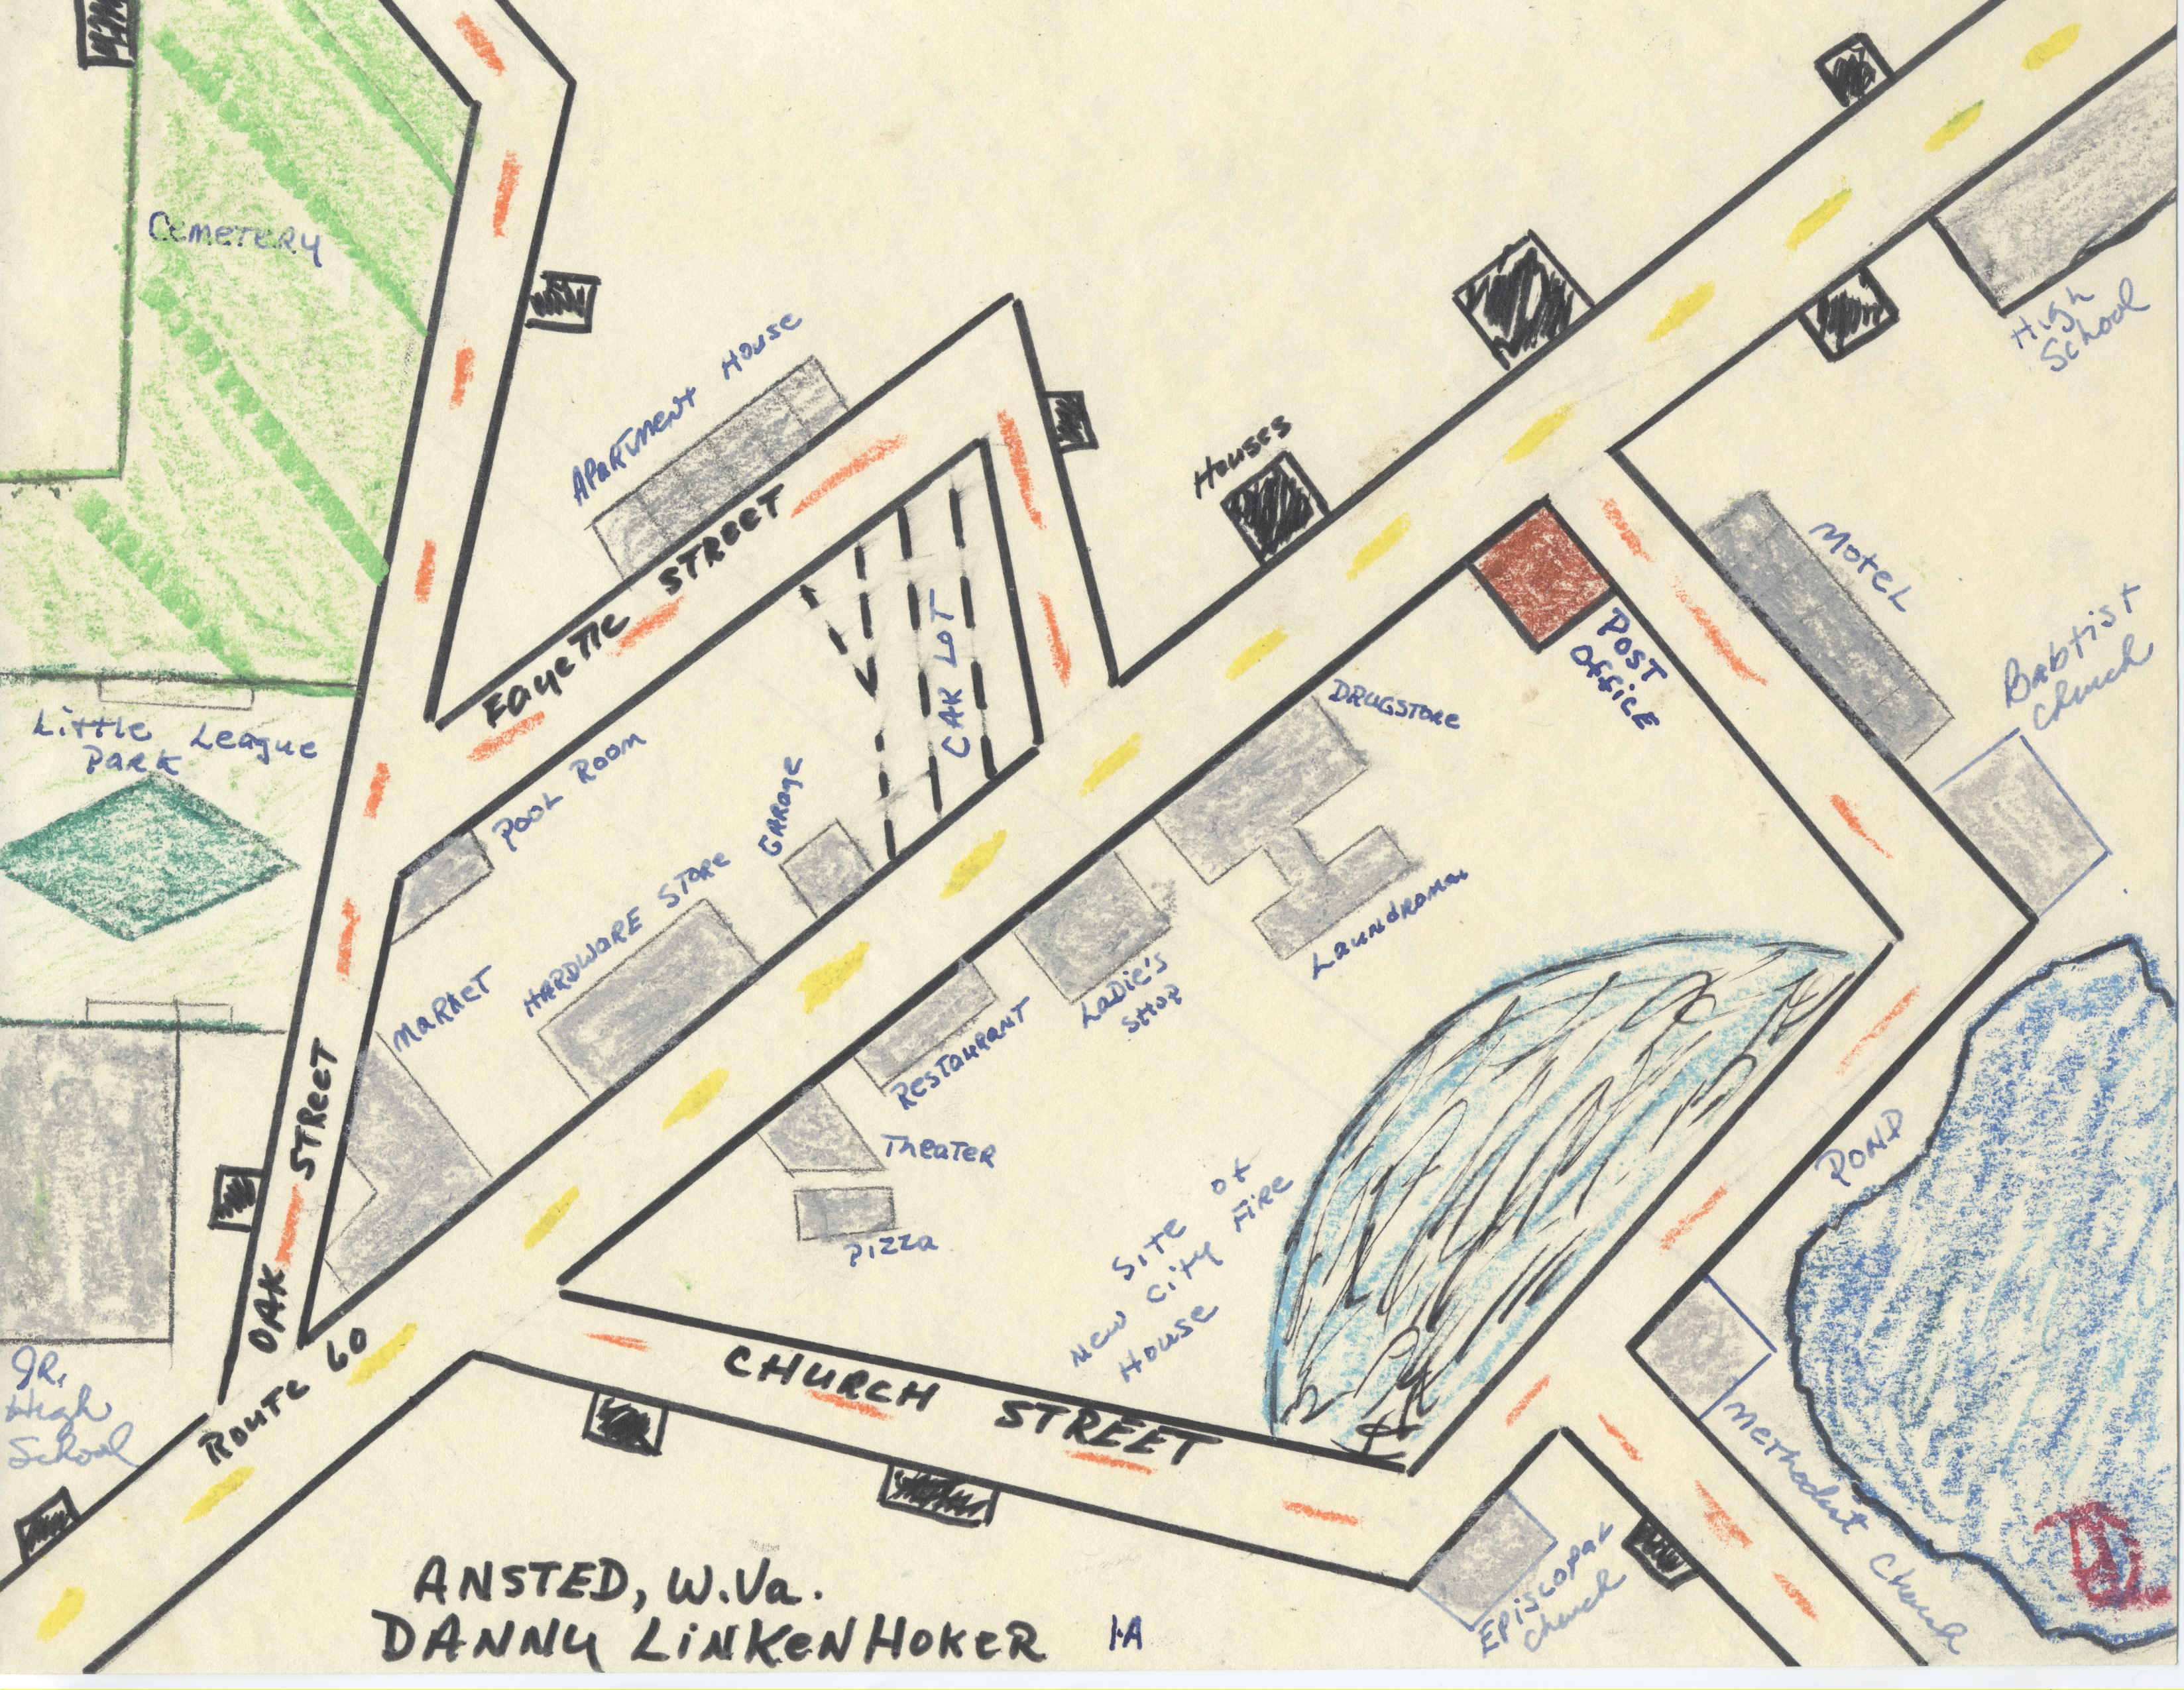 Cemetery
Apartment House
Houses
High
School
Fayette Street
Motel
Post
Office
Babtist
Church
Little League
Park
Pool Room
Garage
Car Lot
Drugstore
Hardware Store
Market
Laundromat
Ladie's
Shop
Restaurant
Theater
Pizza
Oak Street
Route 60
Jr.
High
School
Church Street
Site of
New City Fire
House
Pond
Methodist Church
Episcopal
Church
ANSTED, W.Va.
DANNY LINKENHOKER 1-A